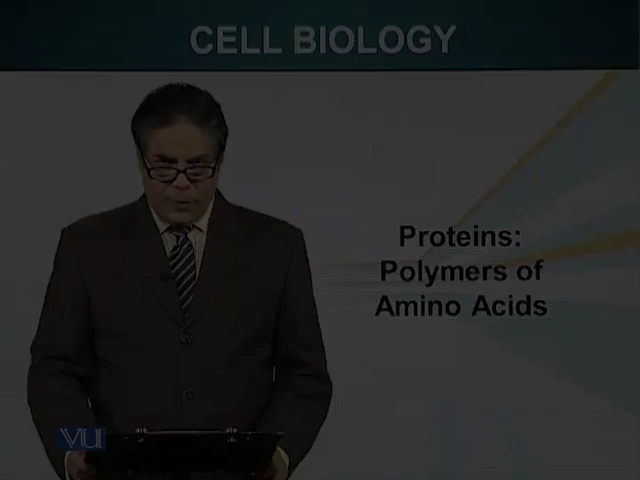 CELL BIOLOGY
Proteins:
Polymers of
Amino Acids
VU